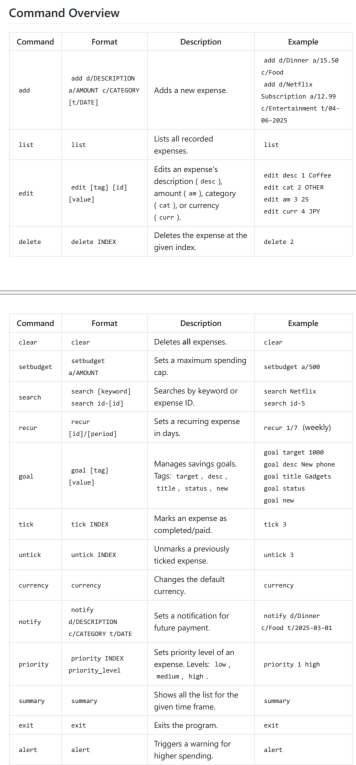 Command Overview
Command Format Description Example
add d/Dinner a/15.50
c/Food
add d/DESCRIPTION add d/Netflix
add a/AMOUNT c/CATEGORY Adds a new expense. Subscription a/12.99
[t/DATE] c/Entertainment t/04-
06-2025
list list Lists all recorded list
expenses.
Edits an expense's
description ( desc ), edit desc 1 Coffee
edit edit [tag] [id] amount ( am ), category edit cat 2 OTHER
[value] ( cat ), or currency edit am 3 25
( curr ). edit curr 4 JPY
delete delete INDEX Deletes the expense at the delete 2
given index.
Command Format Description Example
clear clear Deletes all expenses. clear
setbudget setbudget Sets a maximum spending setbudget a/500
a/AMOUNT cap.
search search [keyword] Searches by keyword or search Netflix
search id-[id] expense ID. search id-5
recur recur Sets a recurring expense recur 1/7 (weekly)
[id]/[period] in days.
goal target 1000
Manages savings goals. goal desc New phone
goal goal [tag] Tags: target , desc , goal title Gadgets
[value] title , status , new goal status
goal new
tick tick INDEX Marks an expense as tick 3
completed/paid.
untick untick INDEX Unmarks a previously untick 3
ticked expense.
currency currency Changes the default currency
currency.
notify
notify d/DESCRIPTION Sets a notification for notify d/Dinner
c/CATEGORY t/DATE future payment. c/Food t/2025-03-01
Sets priority level of an
priority priority INDEX expense. Levels: low , priority 1 high
priority_level medium , high .
summary summary Shows all the list for the summary
given time frame.
exit exit Exits the program. exit
alert alert Triggers a warning for alert
higher spending.